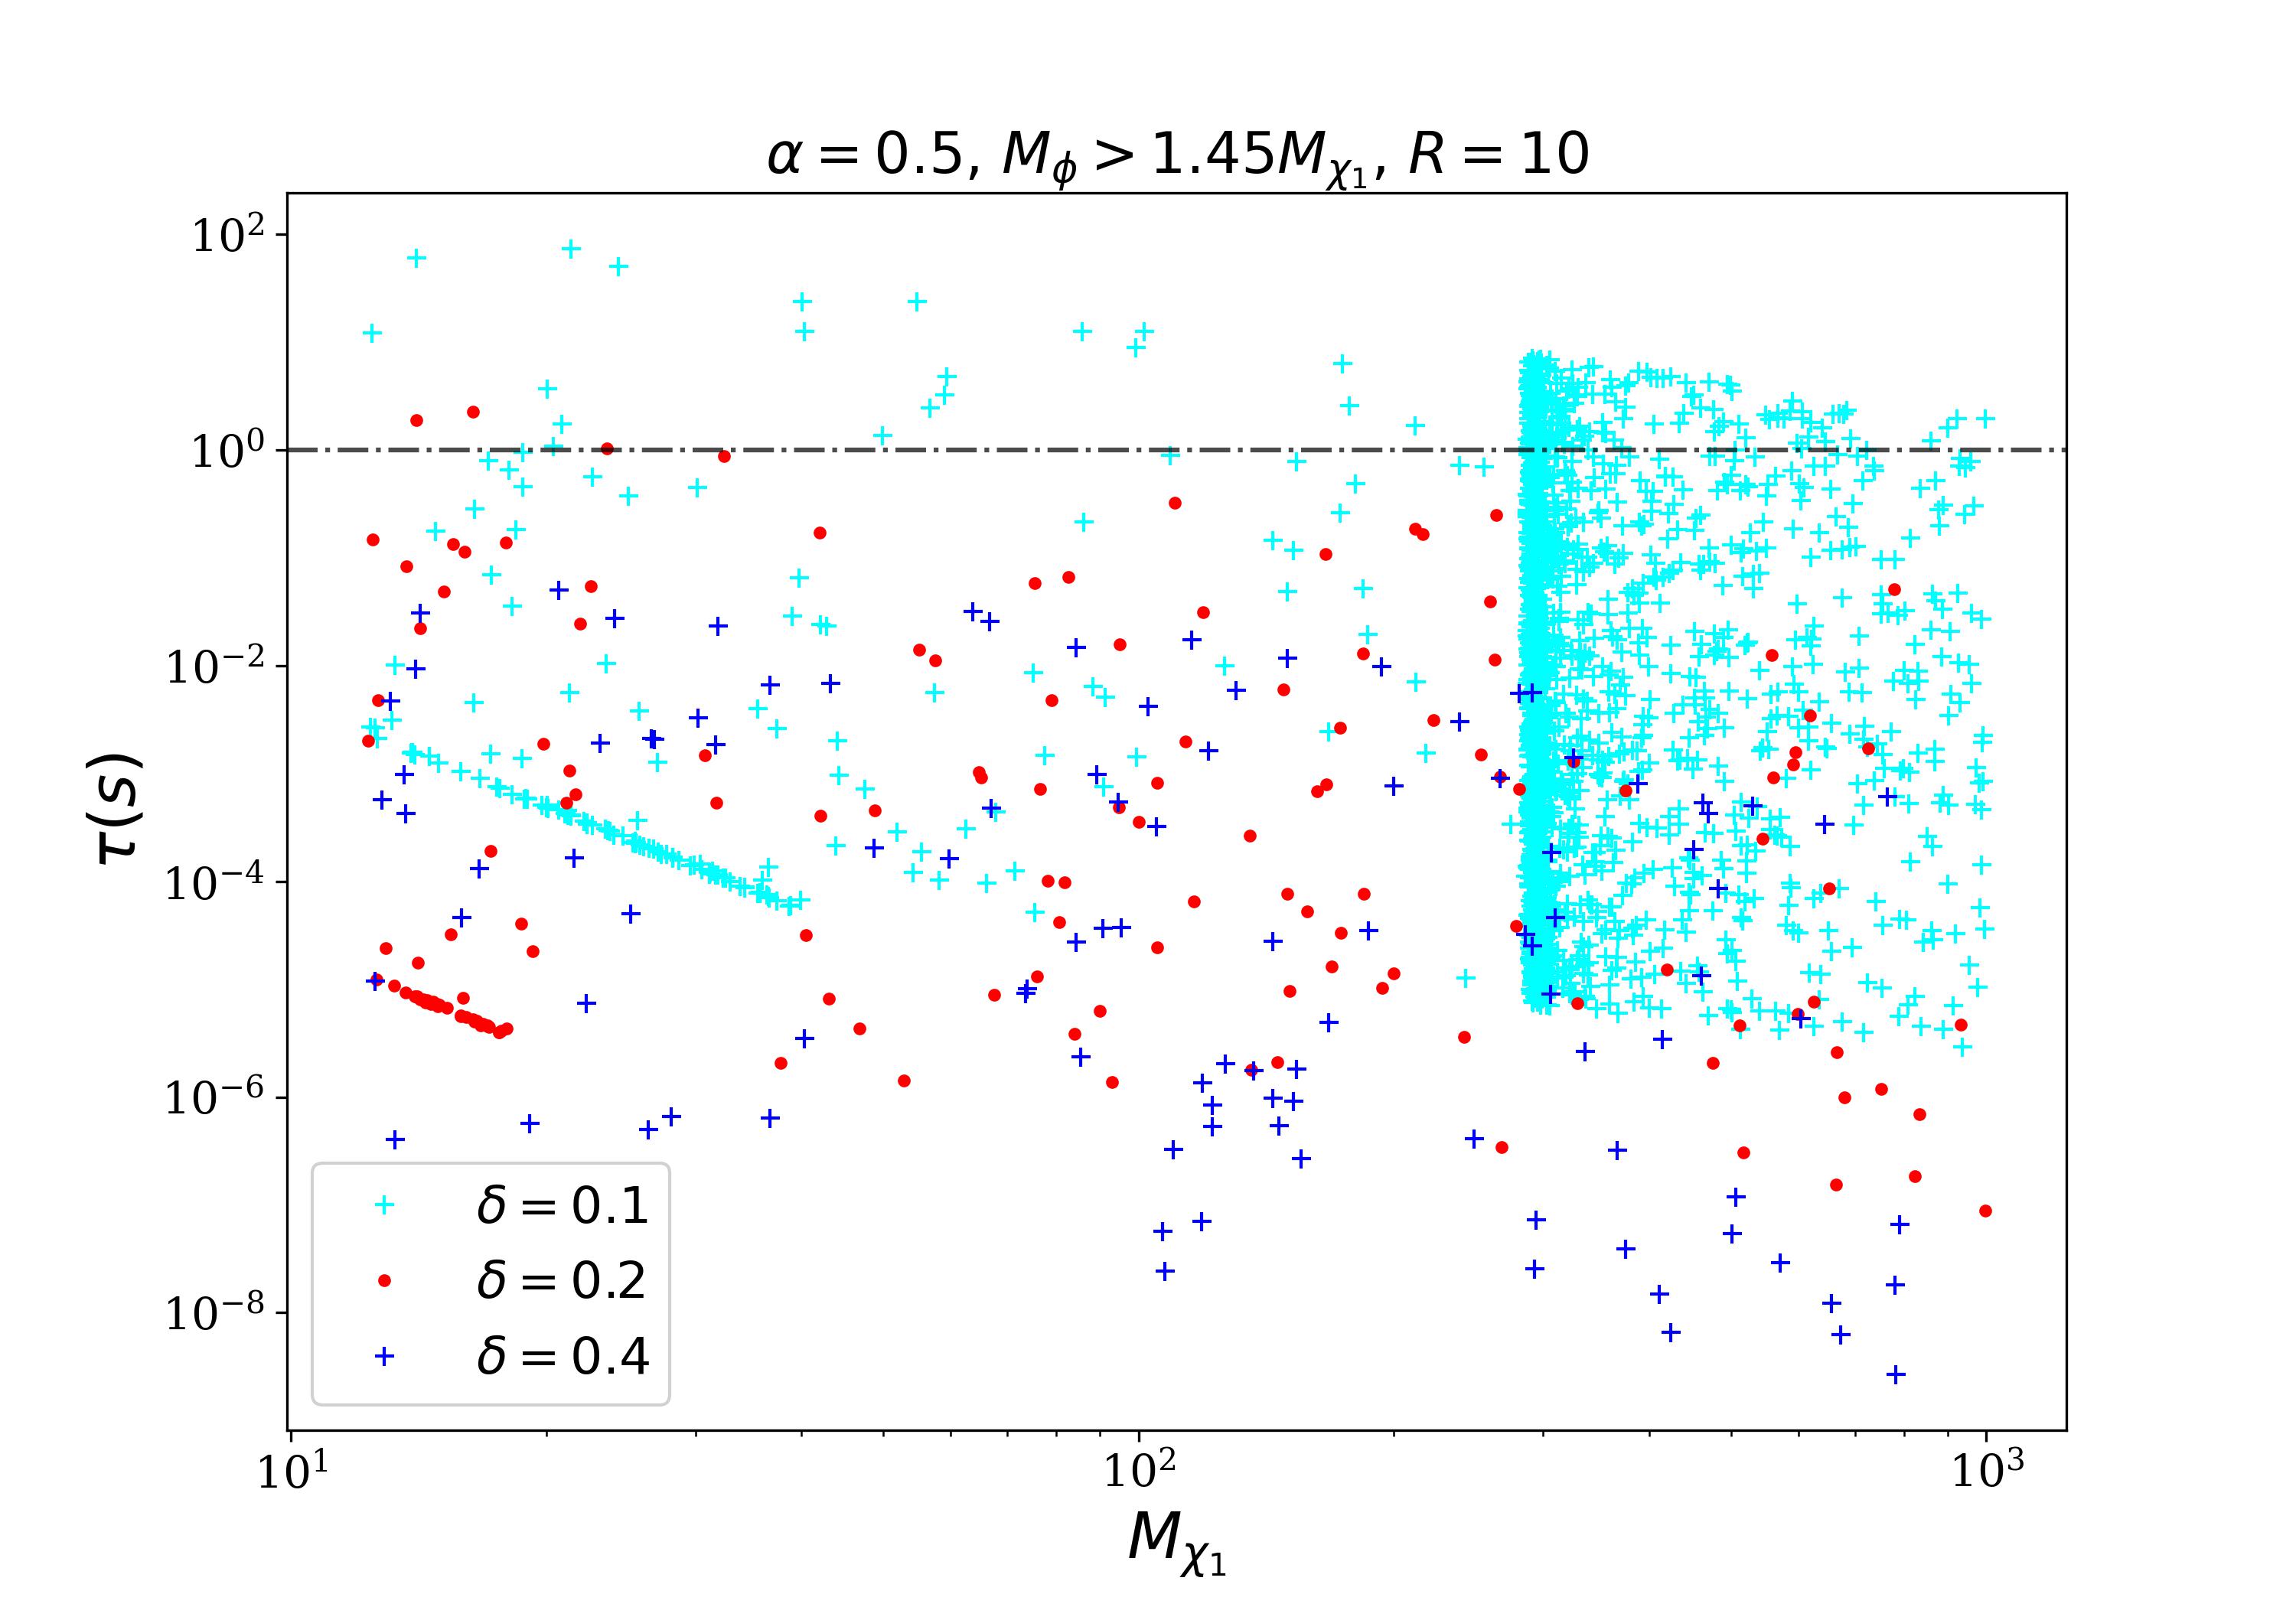 α = 0.5, M_ϕ > 1.45M_χ₁, R = 10
τ(s)
10²
10⁰
10⁻²
10⁻⁴
10⁻⁶
10⁻⁸
δ = 0.1
δ = 0.2
δ = 0.4
10¹ 10² 10³
M_χ₁